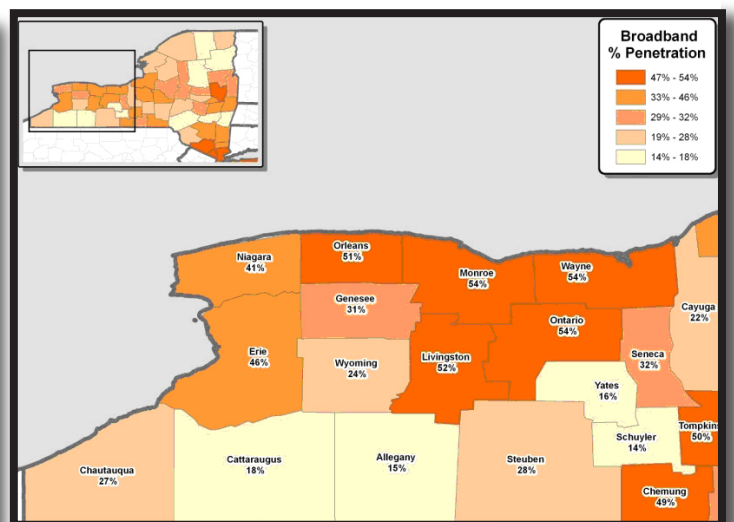 Broadband
% Penetration
47% - 54%
33% - 46%
29% - 32%
19% - 28%
14% - 18%
Niagara
41%
Orleans
51%
Monroe
54%
Wayne
54%
Cayuga
22%
Genesee
31%
Ontario
54%
Erie
46%
Wyoming
24%
Livingston
52%
Seneca
32%
Yates
16%
Schuyler
14%
Tompkins
50%
Chautauqua
27%
Cattaraugus
18%
Allegany
15%
Steuben
28%
Chemung
49%